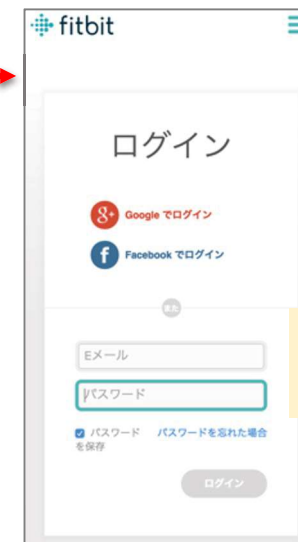 fitbit
ログイン
Google でログイン
Facebook でログイン
また
Eメール
パスワード
パスワード
を保存
パスワードを忘れた場合
ログイン